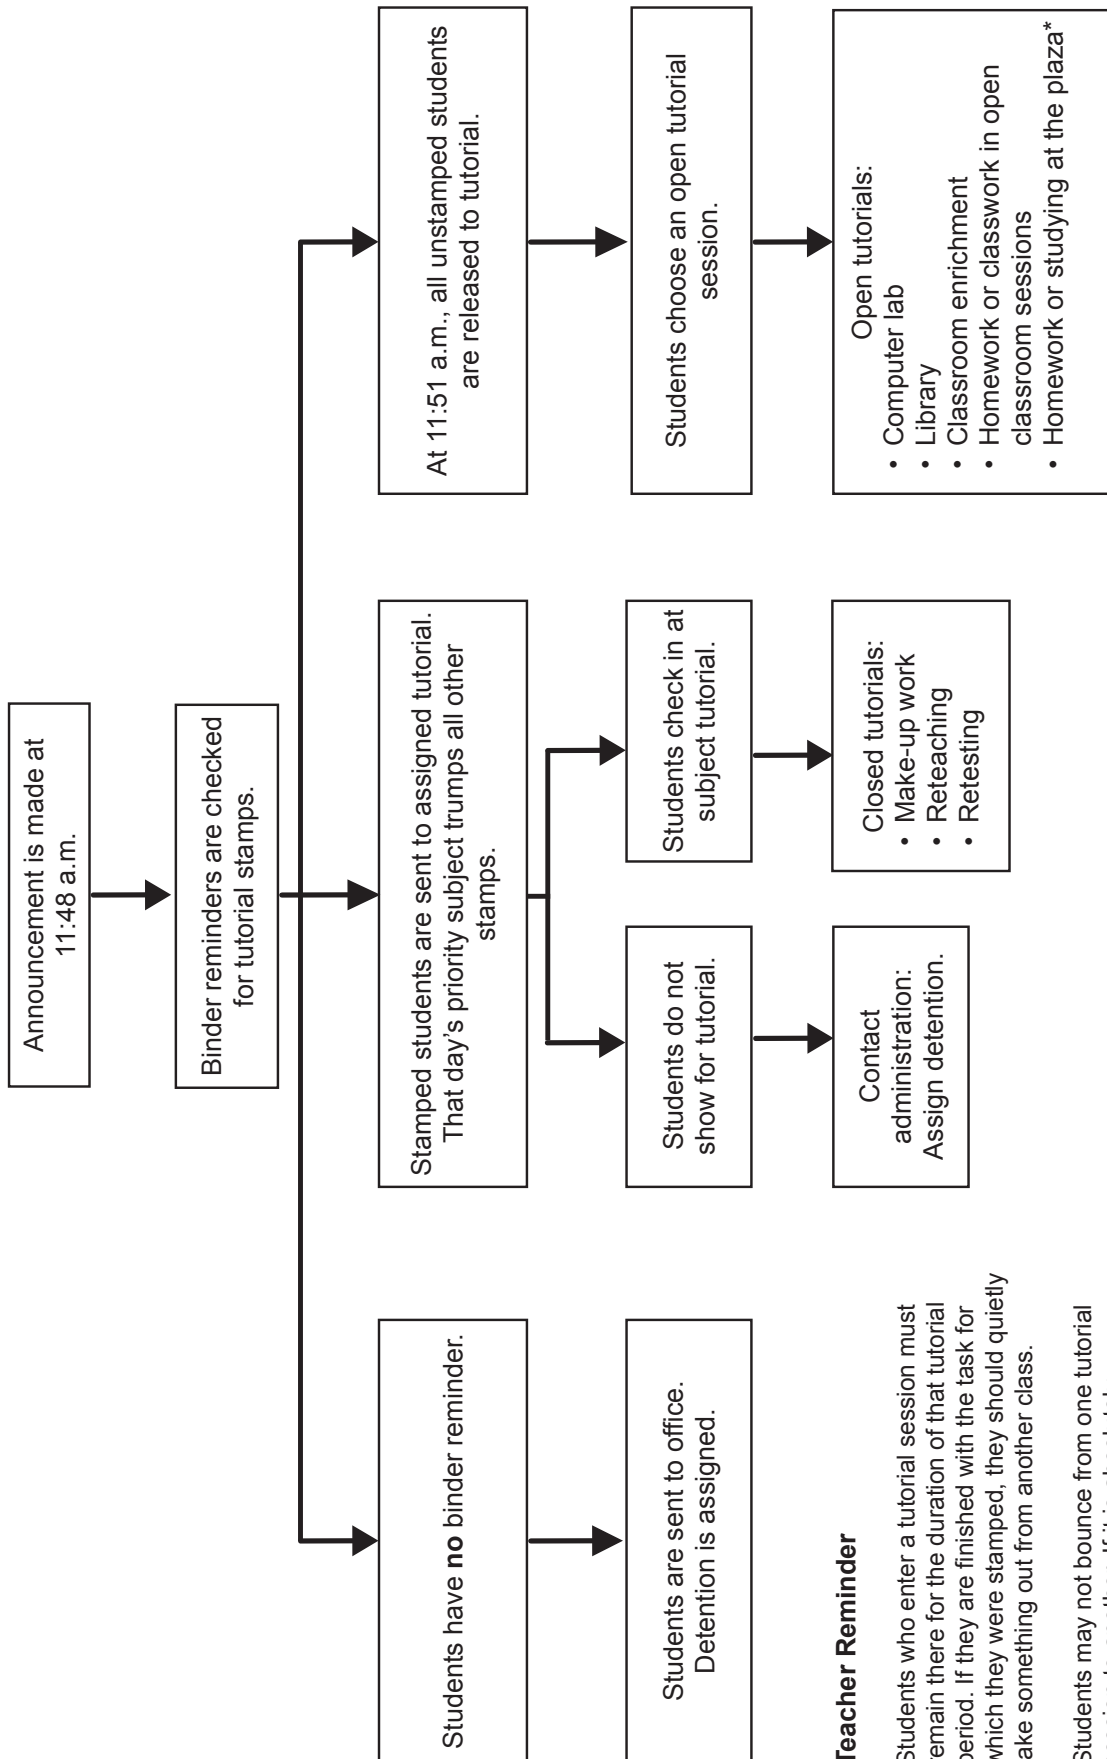 Announcement is made at
11:48 a.m.
Binder reminders are checked
for tutorial stamps.
Students have no binder reminder.
Students are sent to office.
Detention is assigned.
Stamped students are sent to assigned tutorial.
That day’s priority subject trumps all other
stamps.
Students do not
show for tutorial.
Contact
administration:
Assign detention.
Students check in at
subject tutorial.
Closed tutorials:
• Make-up work
• Reteaching
• Retesting
At 11:51 a.m., all unstamped students
are released to tutorial.
Students choose an open tutorial
session.
Open tutorials:
• Computer lab
• Library
• Classroom enrichment
• Homework or classwork in open
classroom sessions
• Homework or studying at the plaza*
Teacher Reminder
Students who enter a tutorial session must
remain there for the duration of that tutorial
period. If they are finished with the task for
which they were stamped, they should quietly
take something out from another class.
Students may not bounce from one tutorial